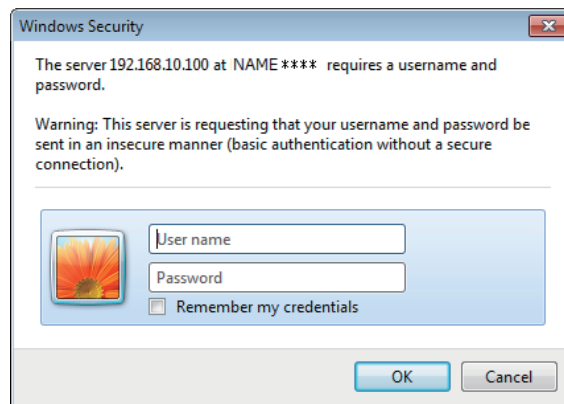 Windows Security
The server 192.168.10.100 at NAME**** requires a username and
password.
Warning: This server is requesting that your username and password be
sent in an insecure manner (basic authentication without a secure
connection).
User name
Password
Remember my credentials
OK
Cancel